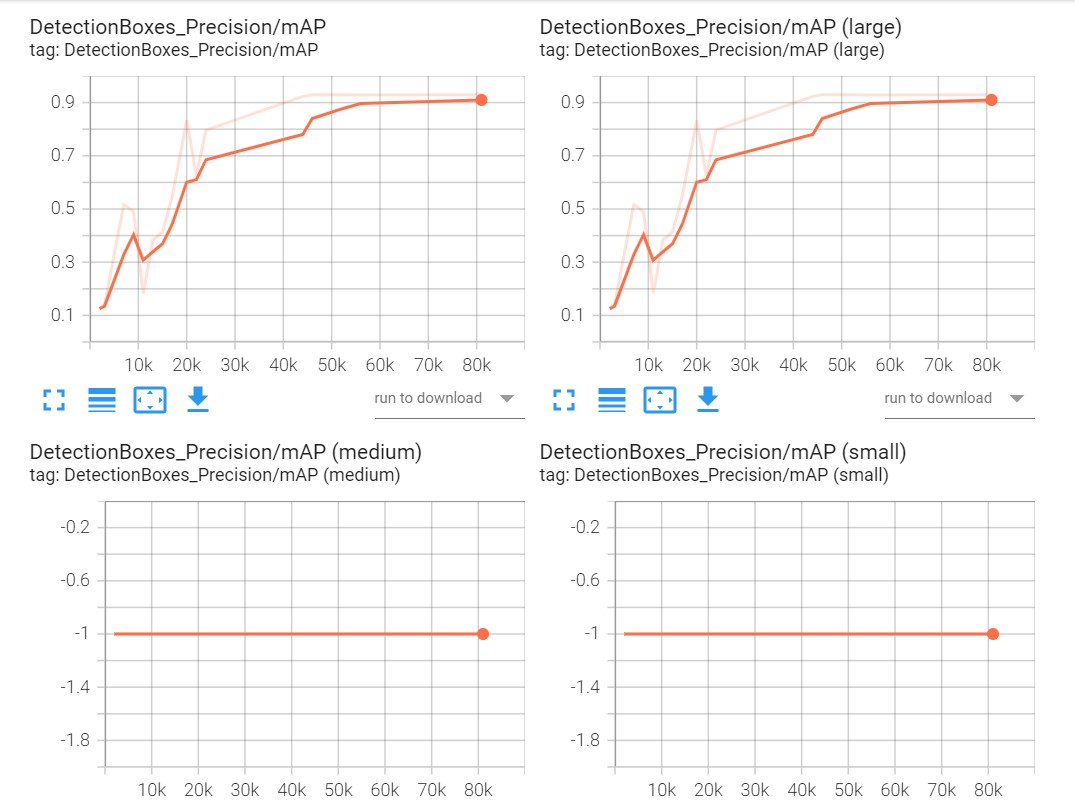 DetectionBoxes_Precision/mAP
tag: DetectionBoxes_Precision/mAP
0.9
0.7
0.5
0.3
0.1
10k 20k 30k 40k 50k 60k 70k 80k
run to download
DetectionBoxes_Precision/mAP (large)
tag: DetectionBoxes_Precision/mAP (large)
0.9
0.7
0.5
0.3
0.1
10k 20k 30k 40k 50k 60k 70k 80k
run to download
DetectionBoxes_Precision/mAP (medium)
tag: DetectionBoxes_Precision/mAP (medium)
-0.2
-0.6
-1
-1.4
-1.8
10k 20k 30k 40k 50k 60k 70k 80k
DetectionBoxes_Precision/mAP (small)
tag: DetectionBoxes_Precision/mAP (small)
-0.2
-0.6
-1
-1.4
-1.8
10k 20k 30k 40k 50k 60k 70k 80k